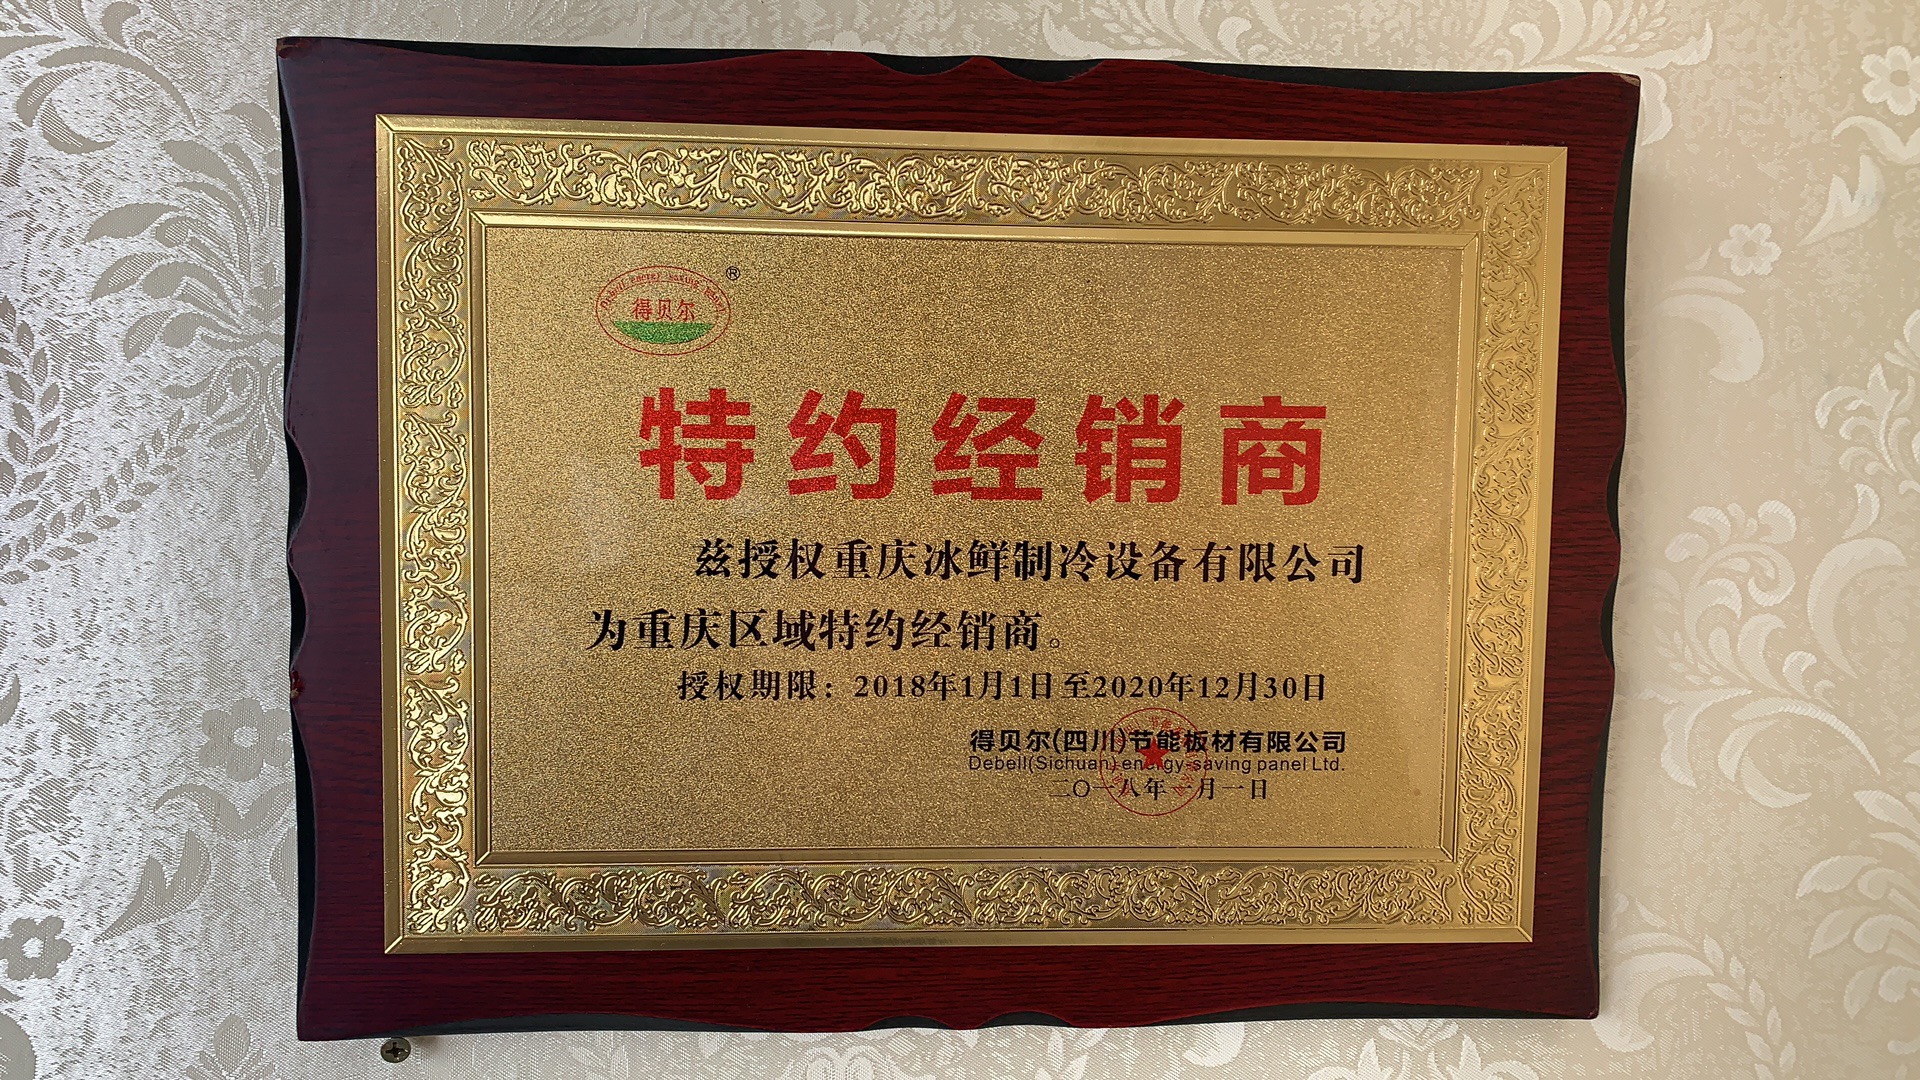 Debell energy-saving panel
®
得贝尔
特约经销商
兹授权重庆冰鲜制冷设备有限公司
为重庆区域特约经销商。
授权期限：2018年1月1日至2020年12月30日
得贝尔(四川)节能板材有限公司
Debell(Sichuan) energy-saving panel Ltd.
二〇一八年一月一日